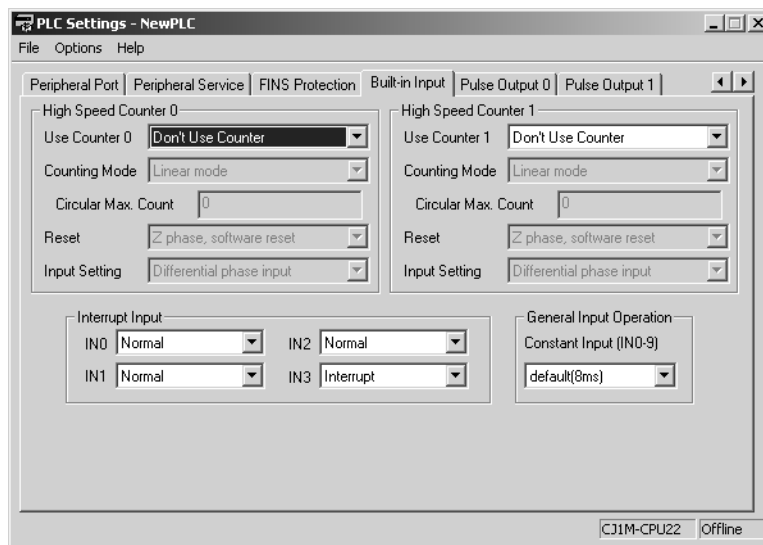 PLC Settings - NewPLC
File Options Help
Peripheral Port Peripheral Service FINS Protection Built-in Input Pulse Output 0 Pulse Output 1
High Speed Counter 0
Use Counter 0 Don't Use Counter
Counting Mode Linear mode
Circular Max. Count 0
Reset Z phase, software reset
Input Setting Differential phase input
High Speed Counter 1
Use Counter 1 Don't Use Counter
Counting Mode Linear mode
Circular Max. Count 0
Reset Z phase, software reset
Input Setting Differential phase input
Interrupt Input
IN0 Normal IN2 Normal
IN1 Normal IN3 Interrupt
General Input Operation
Constant Input (IN0-9)
default(8ms)
CJ1M-CPU22 Offline